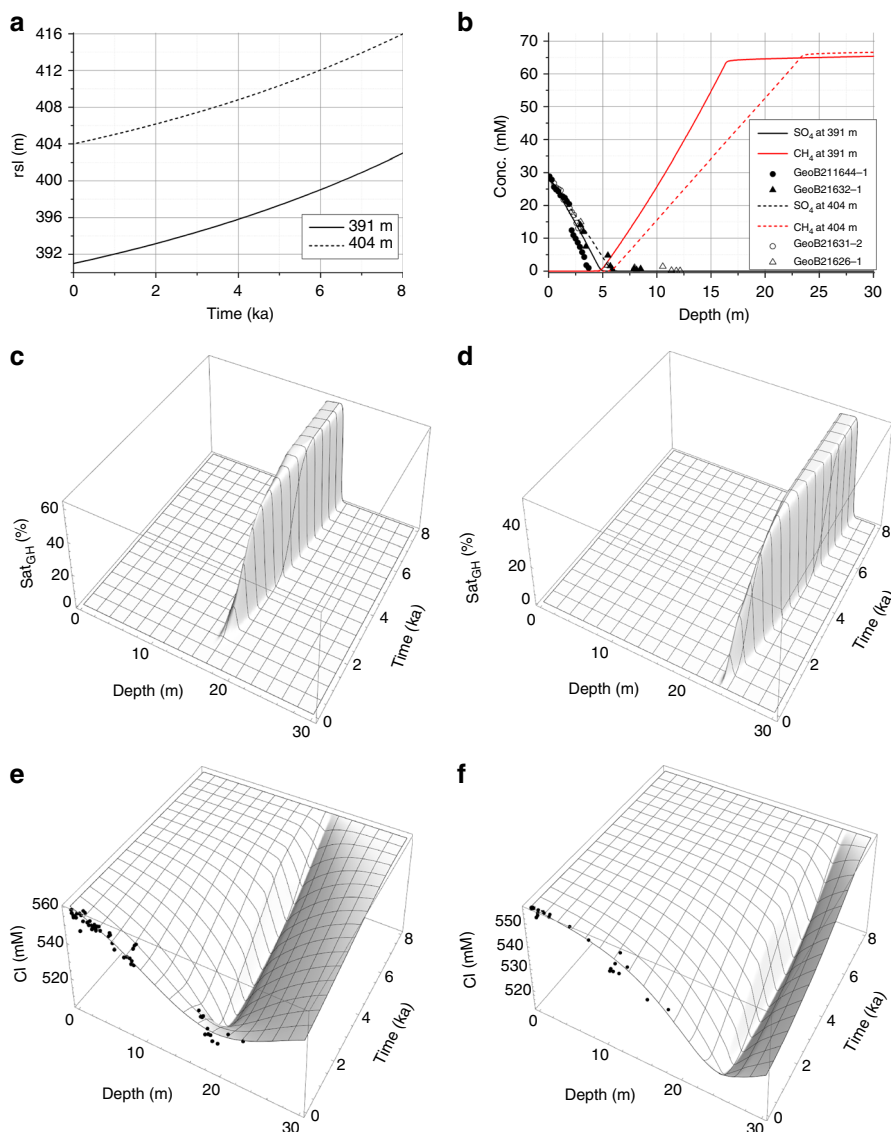 a
416
412
408
404
400
396
392
rsl (m)
0
2
4
6
8
Time (ka)
391 m
404 m
b
70
60
50
40
30
20
10
0
Conc. (mM)
0
5
10
15
20
25
30
Depth (m)
SO4 at 391 m
CH4 at 391 m
GeoB211644–1
GeoB21632–1
SO4 at 404 m
CH4 at 404 m
GeoB21631–2
GeoB21626–1
c
60
40
20
0
SatGH (%)
0
10
20
30
Depth (m)
0
2
4
6
8
Time (ka)
d
40
20
0
SatGH (%)
0
10
20
30
Depth (m)
0
2
4
6
8
Time (ka)
e
560
540
520
Cl (mM)
0
10
20
30
Depth (m)
0
2
4
6
8
Time (ka)
f
550
540
530
520
Cl (mM)
0
10
20
30
Depth (m)
0
2
4
6
8
Time (ka)